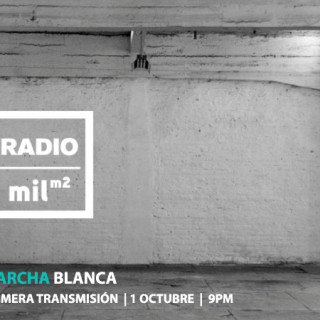 RADIO
mil m2
ARCHA BLANCA
MERA TRANSMISIÓN | 1 OCTUBRE | 9PM